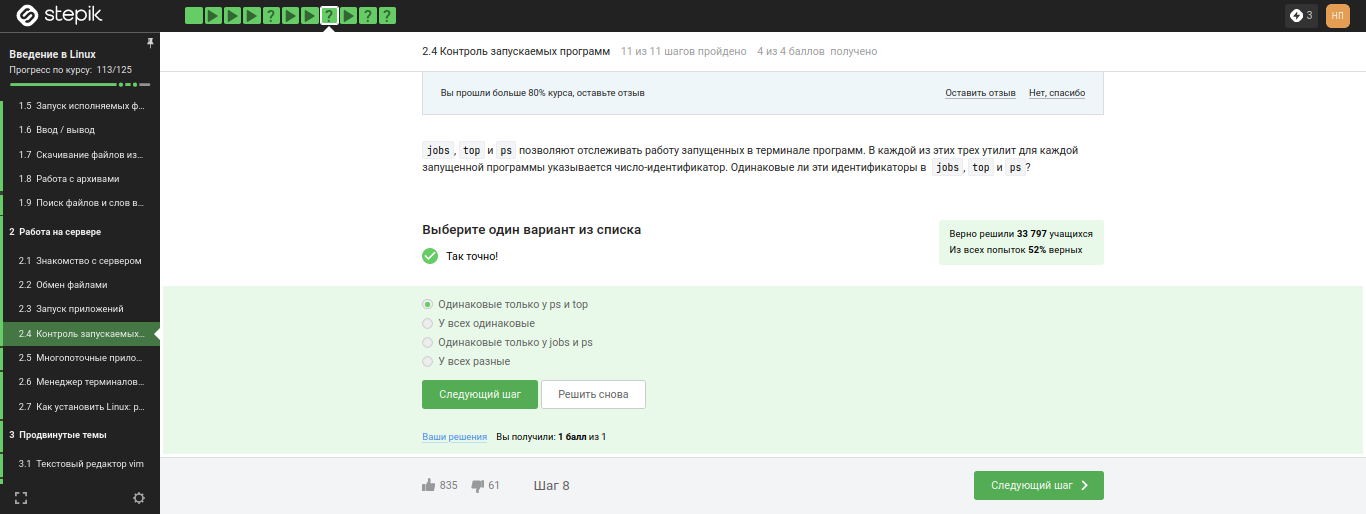 stepik
? ? ? ?
3
НП
Введение в Linux
Прогресс по курсу: 113/125
1.5 Запуск исполняемых ф...
1.6 Ввод / вывод
1.7 Скачивание файлов из...
1.8 Работа с архивами
1.9 Поиск файлов и слов в...
2 Работа на сервере
2.1 Знакомство с сервером
2.2 Обмен файлами
2.3 Запуск приложений
2.4 Контроль запускаемых...
2.5 Многопоточные прило...
2.6 Менеджер терминалов...
2.7 Как установить Linux: р...
3 Продвинутые темы
3.1 Текстовый редактор vim
2.4 Контроль запускаемых программ 11 из 11 шагов пройдено 4 из 4 баллов получено
Вы прошли больше 80% курса, оставьте отзыв Оставить отзыв Нет, спасибо
jobs, top и ps позволяют отслеживать работу запущенных в терминале программ. В каждой из этих трех утилит для каждой
запущенной программы указывается число-идентификатор. Одинаковые ли эти идентификаторы в jobs, top и ps?
Выберите один вариант из списка
Так точно!
Верно решили 33 797 учащихся
Из всех попыток 52% верных
Одинаковые только у ps и top
У всех одинаковые
Одинаковые только у jobs и ps
У всех разные
Следующий шаг Решить снова
Ваши решения Вы получили: 1 балл из 1
835 61 Шаг 8 Следующий шаг